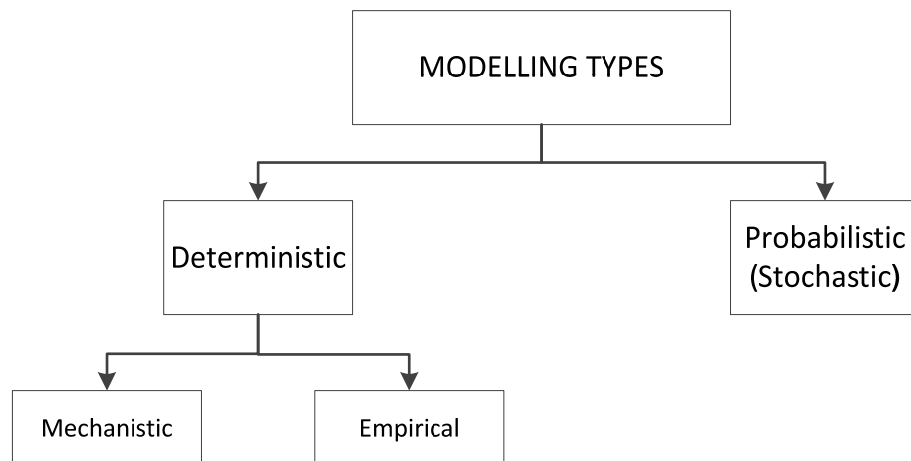 MODELLING TYPES
Deterministic
Probabilistic
(Stochastic)
Mechanistic
Empirical